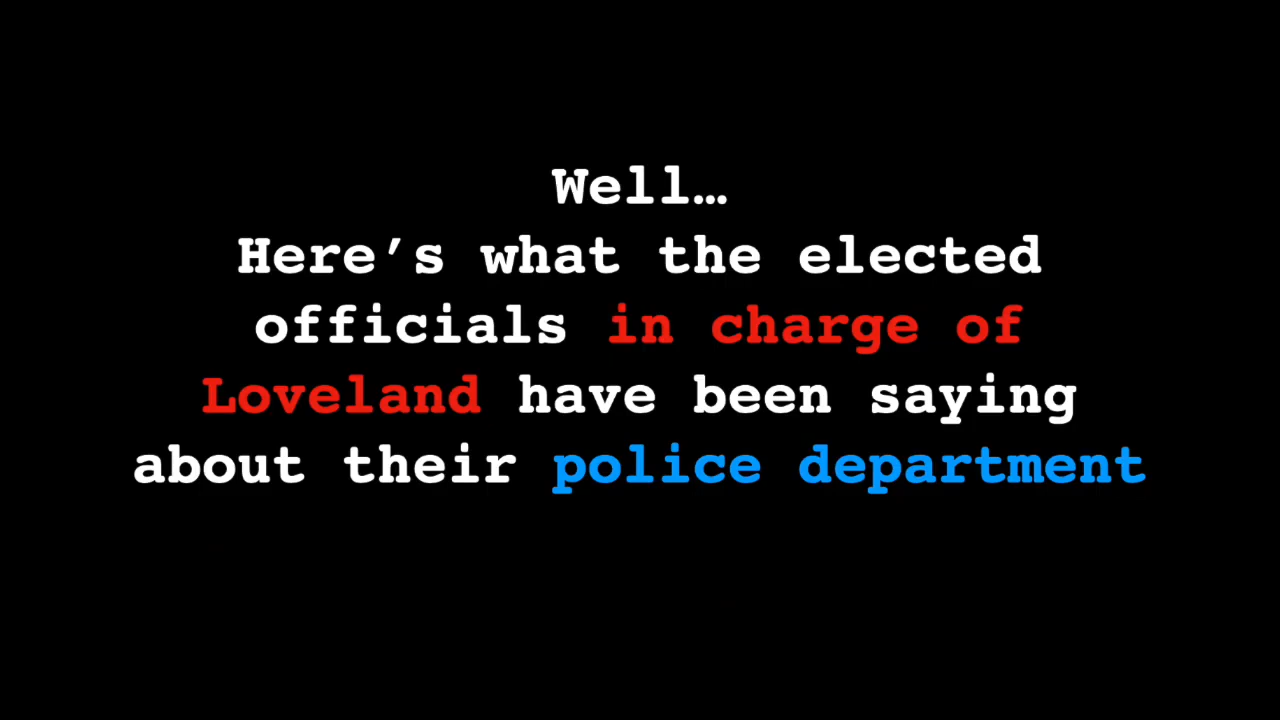 Well…
Here’s what the elected
officials in charge of
Loveland have been saying
about their police department